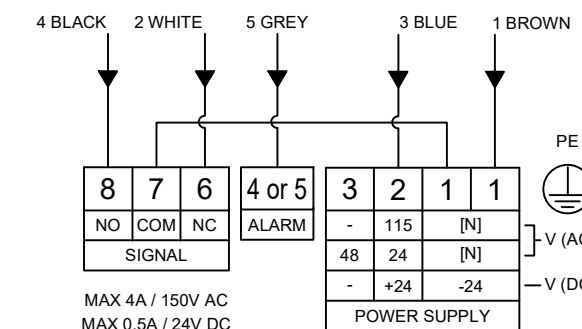 4 BLACK 2 WHITE 5 GREY 3 BLUE 1 BROWN
PE
8 7 6 4 or 5 3 2 1 1
NO COM NC ALARM - 115 [N]
V (AC
SIGNAL 48 24 [N]
- +24 -24 V (DC
MAX 4A / 150V AC POWER SUPPLY
MAX 0.5A / 24V DC